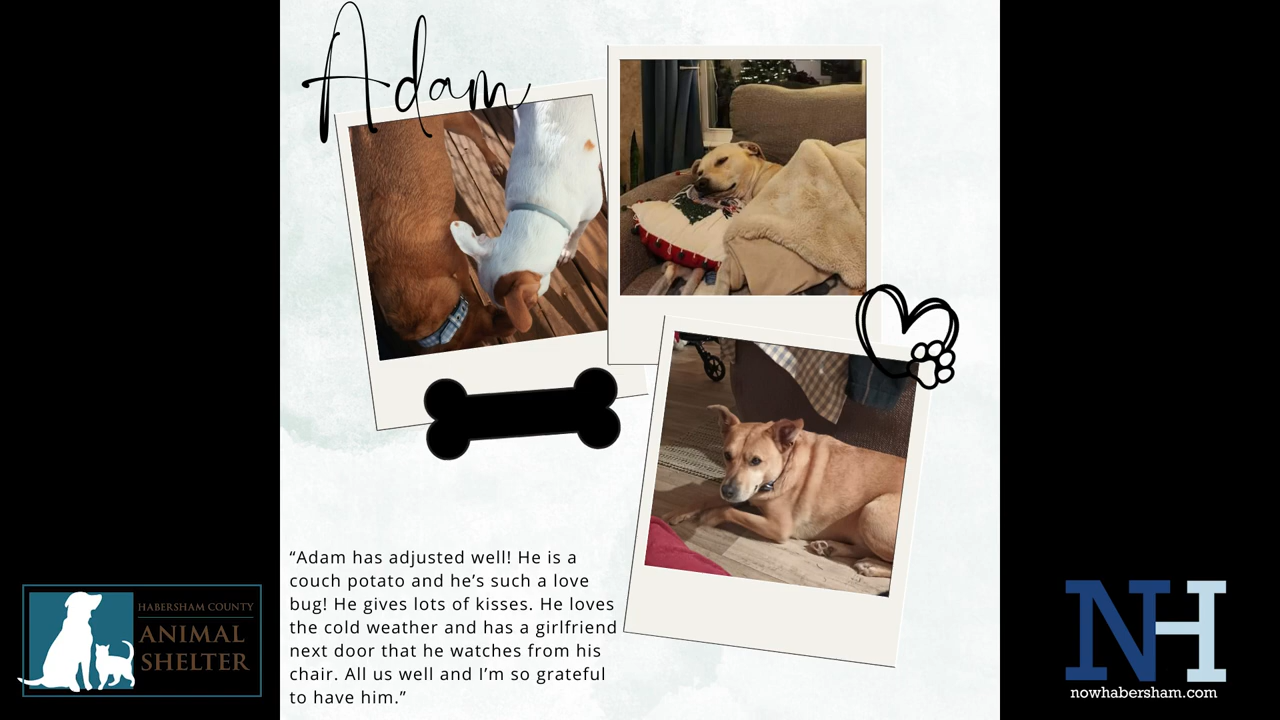 Adam
“Adam has adjusted well! He is a
couch potato and he’s such a love
bug! He gives lots of kisses. He loves
the cold weather and has a girlfriend
next door that he watches from his
chair. All us well and I’m so grateful
to have him.”
HABERSHAM COUNTY
ANIMAL
SHELTER
NH
nowhabersham.com